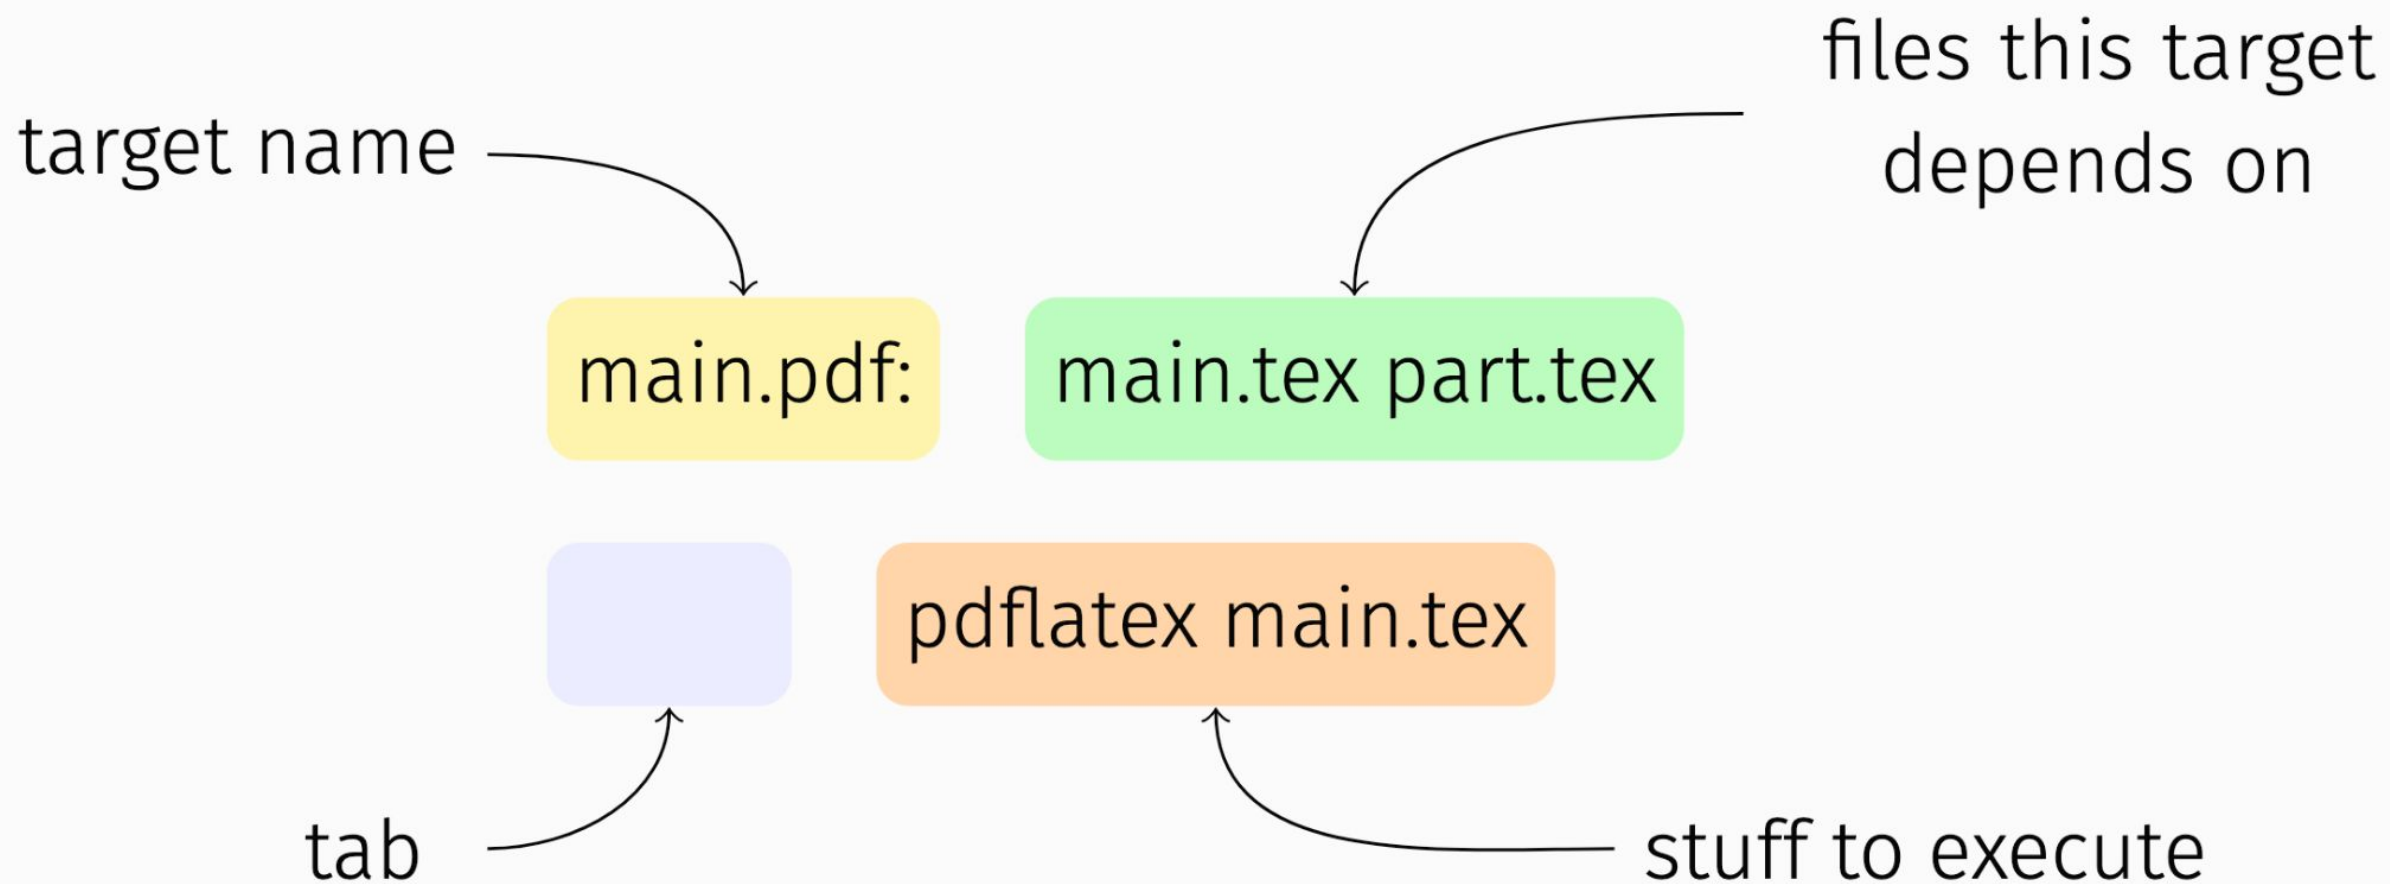 files this target
depends on
target name
main.pdf: main.tex part.tex
pdflatex main.tex
tab
stuff to execute